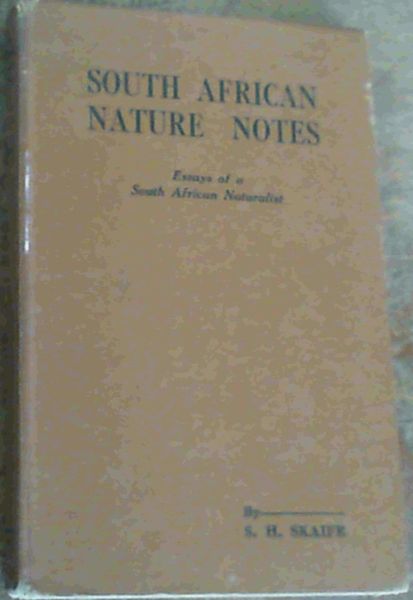 SOUTH AFRICAN
NATURE NOTES
Essays of a
South African Naturalist
By
S. H. SKAIFE